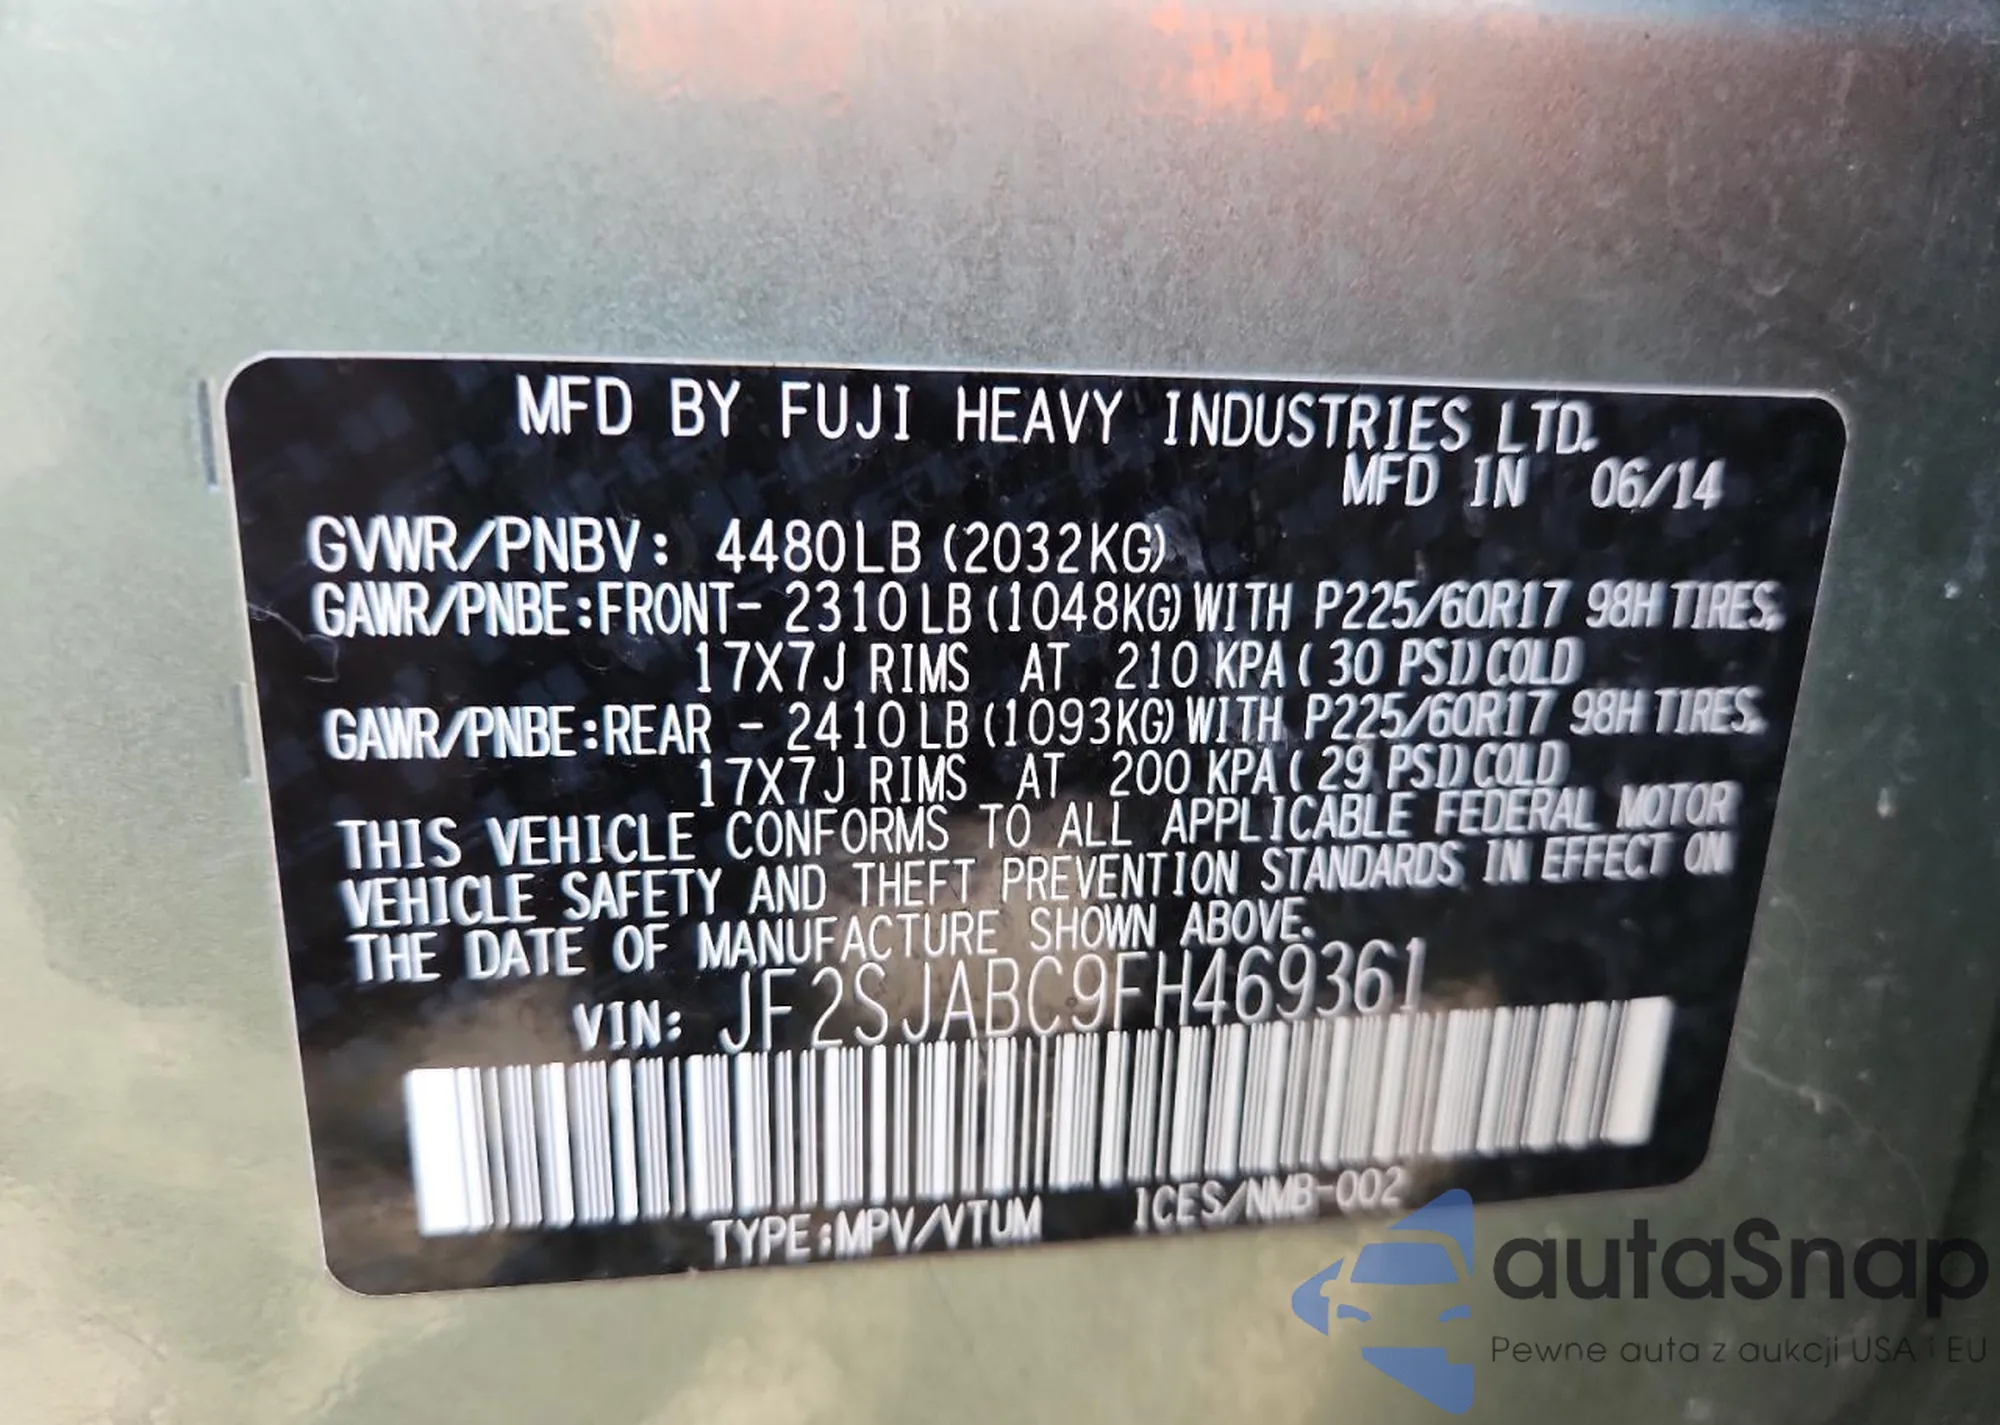 MFD BY FUJI HEAVY INDUSTRIES LTD.
MFD IN 06/14
GVWR/PNBV: 4480LB (2032KG)
GAWR/PNBE:FRONT- 2310LB(1048KG)WITH P225/60R17 98H TIRES,
17X7J RIMS AT 210 KPA( 30 PSI)COLD
GAWR/PNBE:REAR - 2410LB(1093KG)WITH P225/60R17 98H TIRES,
17X7J RIMS AT 200 KPA( 29 PSI)COLD
THIS VEHICLE CONFORMS TO ALL APPLICABLE FEDERAL MOTOR
VEHICLE SAFETY AND THEFT PREVENTION STANDARDS IN EFFECT ON
THE DATE OF MANUFACTURE SHOWN ABOVE.
VIN: JF2SJABC9FH469361
TYPE:MPV/VTUM ICES/NMB-002
autaSnap
Pewne auta z aukcji USA i EU